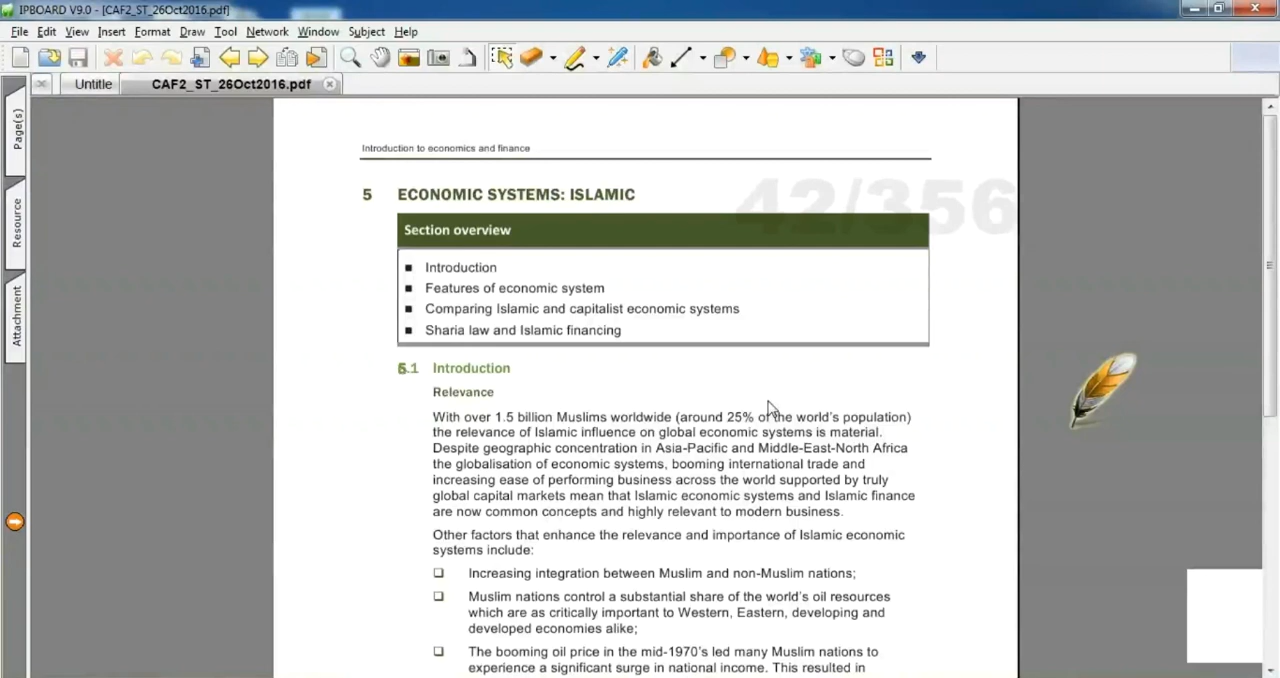 IPBOARD V9.0 - [CAF2_ST_26Oct2016.pdf]
File Edit View Insert Format Draw Tool Network Window Subject Help
Untitle CAF2_ST_26Oct2016.pdf
Page(s)
Resource
Attachment
Introduction to economics and finance
42/356
5 ECONOMIC SYSTEMS: ISLAMIC
Section overview
■ Introduction
■ Features of economic system
■ Comparing Islamic and capitalist economic systems
■ Sharia law and Islamic financing
.1 Introduction
Relevance
With over 1.5 billion Muslims worldwide (around 25% of the world's population)
the relevance of Islamic influence on global economic systems is material.
Despite geographic concentration in Asia-Pacific and Middle-East-North Africa
the globalisation of economic systems, booming international trade and
increasing ease of performing business across the world supported by truly
global capital markets mean that Islamic economic systems and Islamic finance
are now common concepts and highly relevant to modern business.
Other factors that enhance the relevance and importance of Islamic economic
systems include:
❑ Increasing integration between Muslim and non-Muslim nations;
❑ Muslim nations control a substantial share of the world's oil resources
which are as critically important to Western, Eastern, developing and
developed economies alike;
❑ The booming oil price in the mid-1970's led many Muslim nations to
experience a significant surge in national income. This resulted in